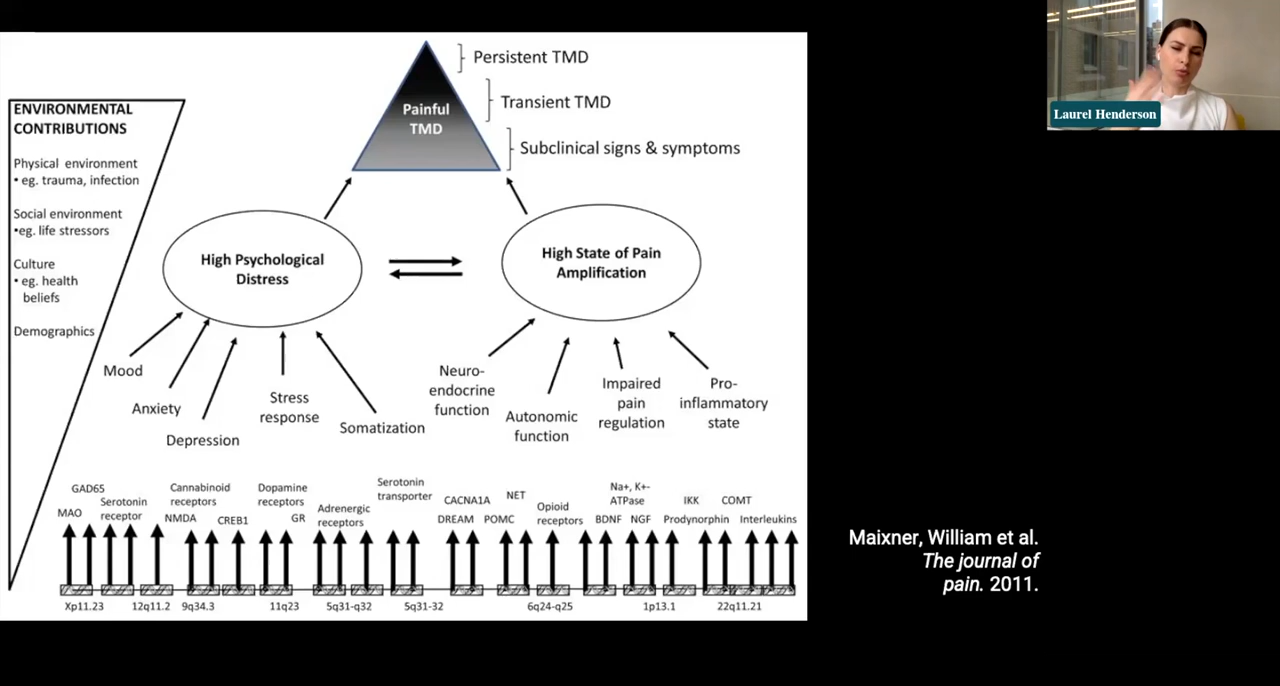 Persistent TMD
Painful
TMD
Transient TMD
Subclinical signs & symptoms
ENVIRONMENTAL
CONTRIBUTIONS
Physical environment
• eg. trauma, infection
Social environment
•eg. life stressors
Culture
• eg. health
beliefs
Demographics
High Psychological
Distress
High State of Pain
Amplification
Mood
Anxiety
Depression
Stress
response
Somatization
Neuro-
endocrine
function
Autonomic
function
Impaired
pain
regulation
Pro-
inflammatory
state
MAO
GAD65
Serotonin
receptor
Cannabinoid
receptors
NMDA
CREB1
Dopamine
receptors
GR
Adrenergic
receptors
Serotonin
transporter
CACNA1A
DREAM
POMC
NET
Opioid
receptors
Na+, K+-
ATPase
BDNF
NGF
IKK
Prodynorphin
COMT
Interleukins
Xp11.23
12q11.2
9q34.3
11q23
5q31-q32
5q31-32
6q24-q25
1p13.1
22q11.21
Laurel Henderson
Maixner, William et al.
The journal of
pain. 2011.